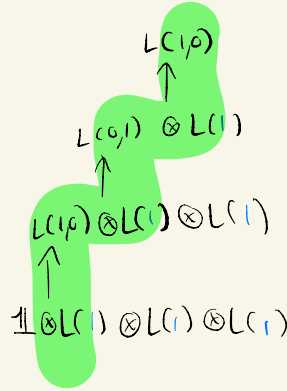 L(1,0)
↑
L(0,1) ⊗ L(1)
↑
L(1,0) ⊗ L(1) ⊗ L(1)
↑
𝟙 ⊗ L(1) ⊗ L(1) ⊗ L(1)